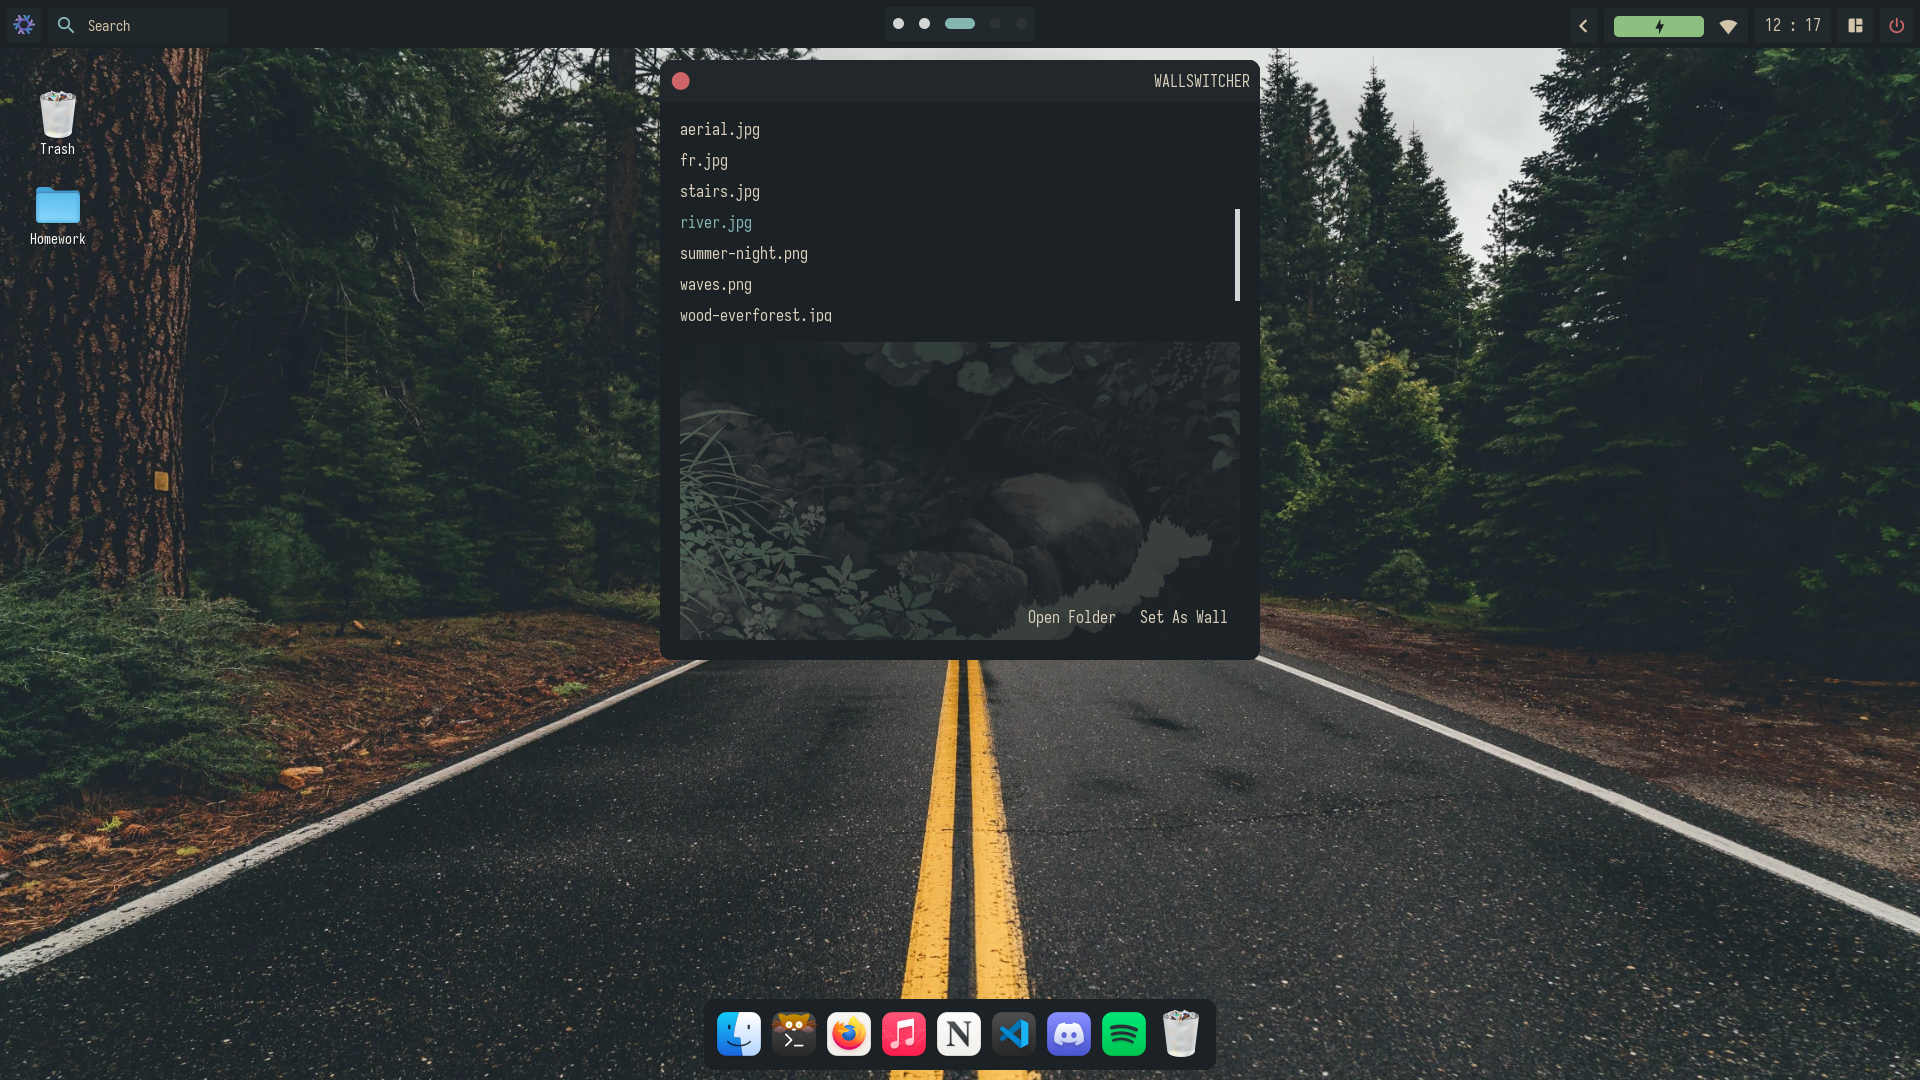 Search
12 : 17
Trash
Homework
WALLSWITCHER
aerial.jpg
fr.jpg
stairs.jpg
river.jpg
summer-night.png
waves.png
wood-everforest.jpg
Open Folder Set As Wall
N